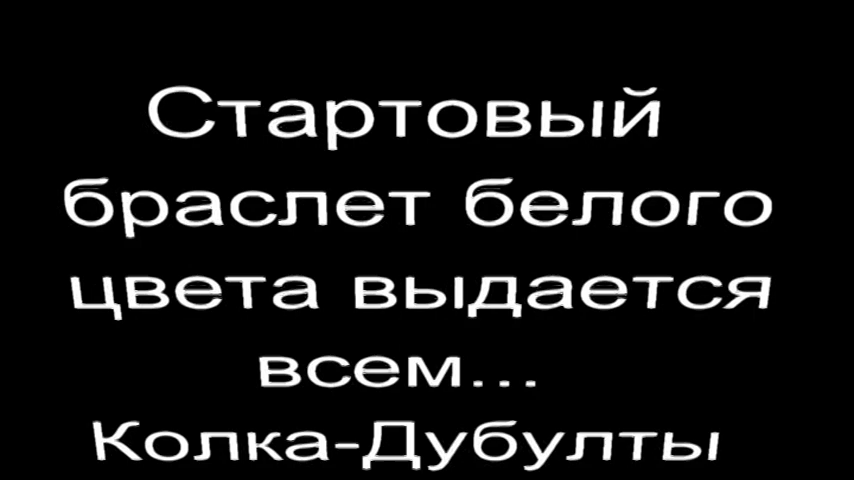 Стартовый
браслет белого
цвета выдается
всем...
Колка-Дубулты